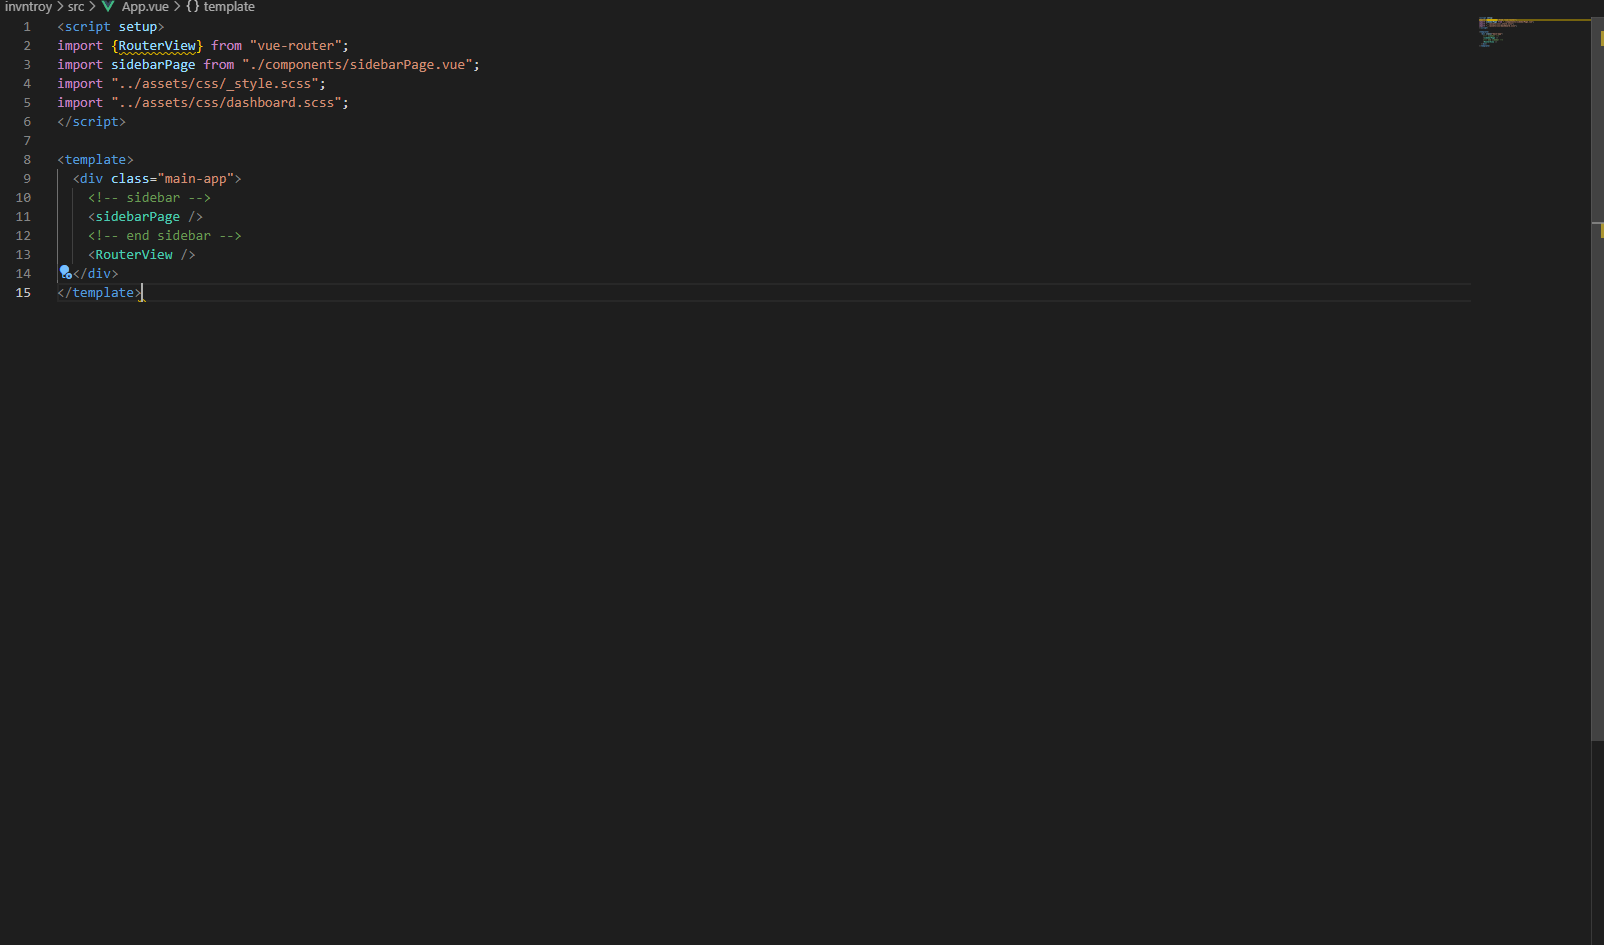 invntroy > src > App.vue > {} template
1 <script setup>
2 import {RouterView} from "vue-router";
3 import sidebarPage from "./components/sidebarPage.vue";
4 import "../assets/css/_style.scss";
5 import "../assets/css/dashboard.scss";
6 </script>
7
8 <template>
9   <div class="main-app">
10     <!-- sidebar -->
11     <sidebarPage />
12     <!-- end sidebar -->
13     <RouterView />
14   </div>
15 </template>